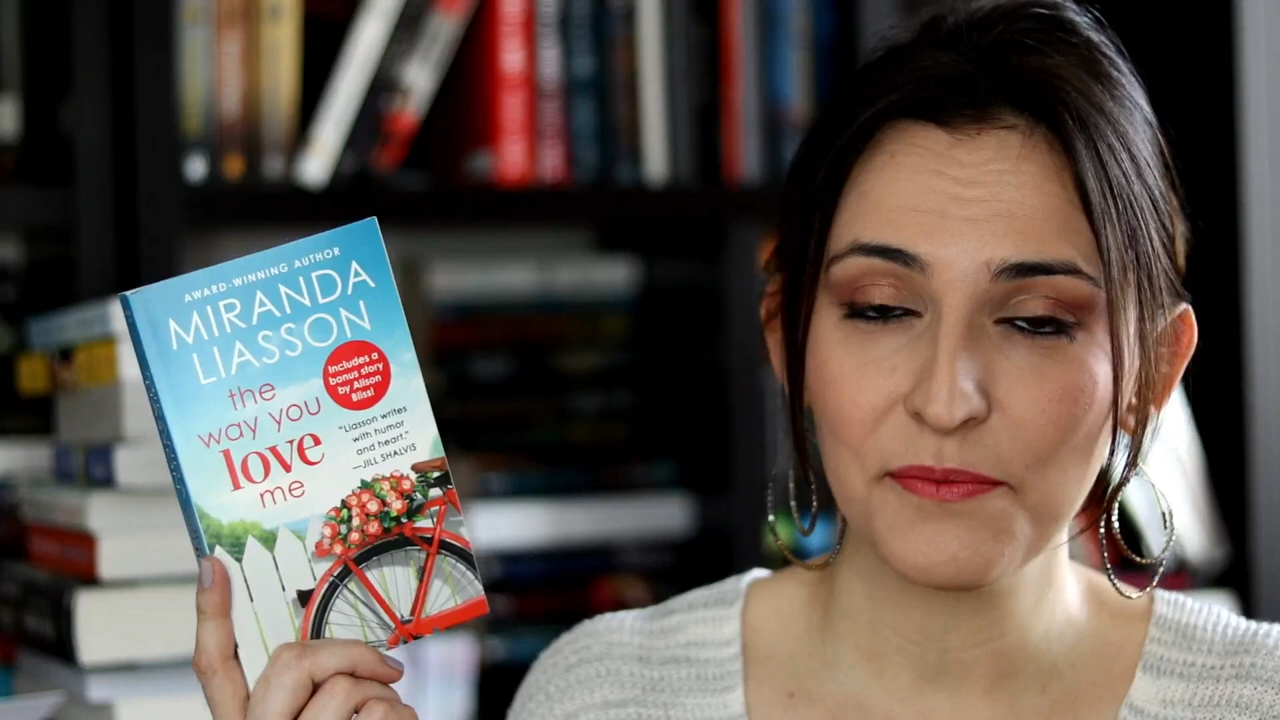 AWARD-WINNING AUTHOR
MIRANDA
LIASSON
the
way you
love
me
Includes a
bonus story
by Alison
Bliss!
"Liasson writes
with humor
and heart."
—JILL SHALVIS